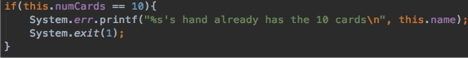 if(this.numCards == 10){
System.err.printf("%s's hand already has the 10 cards\n", this.name);
System.exit(1);
}